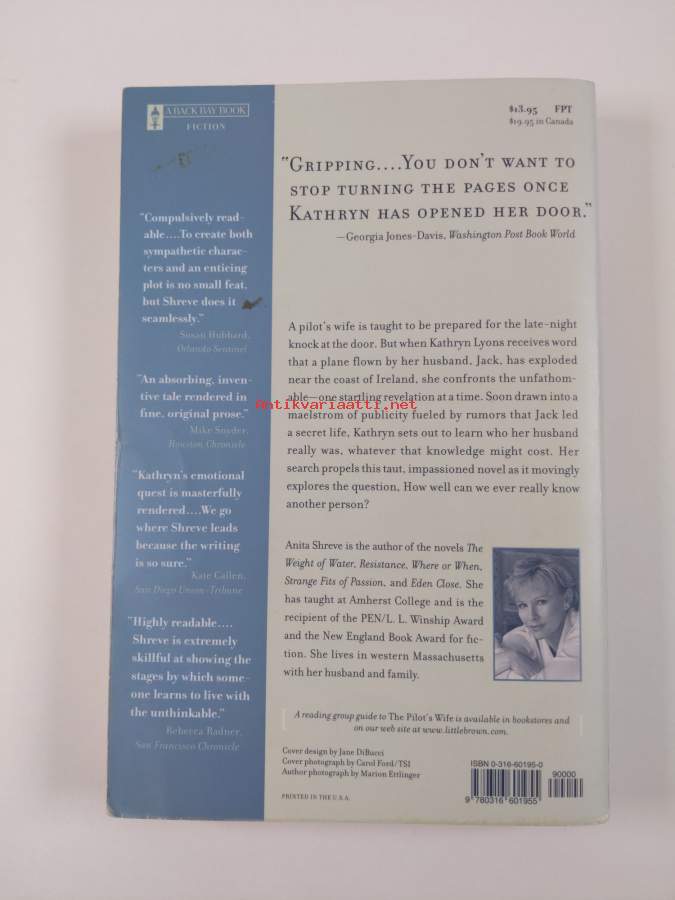 A BACK BAY BOOK
FICTION
"Compulsively read-
able....To create both
sympathetic charac-
ters and an enticing
plot is no small feat,
but Shreve does it
seamlessly."
Susan Hubbard,
Orlando Sentinel
"An absorbing, inven-
tive tale rendered in
fine, original prose."
Mike Snyder,
Houston Chronicle
"Kathryn's emotional
quest is masterfully
rendered....We go
where Shreve leads
because the writing
is so sure."
Kate Callen,
San Diego Union-Tribune
"Highly readable....
Shreve is extremely
skillful at showing the
stages by which some-
one learns to live with
the unthinkable."
Rebecca Radner,
San Francisco Chronicle
$13.95 FPT
$19.95 in Canada
"Gripping....You don't want to
stop turning the pages once
Kathryn has opened her door."
—Georgia Jones-Davis, Washington Post Book World
A pilot's wife is taught to be prepared for the late-night
knock at the door. But when Kathryn Lyons receives word
that a plane flown by her husband, Jack, has exploded
near the coast of Ireland, she confronts the unfathom-
able—one startling revelation at a time. Soon drawn into a
maelstrom of publicity fueled by rumors that Jack led
a secret life, Kathryn sets out to learn who her husband
really was, whatever that knowledge might cost. Her
search propels this taut, impassioned novel as it movingly
explores the question, How well can we ever really know
another person?
Antikvariaatti.net
Anita Shreve is the author of the novels The
Weight of Water, Resistance, Where or When,
Strange Fits of Passion, and Eden Close. She
has taught at Amherst College and is the
recipient of the PEN/L. L. Winship Award
and the New England Book Award for fic-
tion. She lives in western Massachusetts
with her husband and family.
A reading group guide to The Pilot's Wife is available in bookstores and
on our web site at www.littlebrown.com.
Cover design by Jane DiBucci
Cover photograph by Carol Ford/TSI
Author photograph by Marion Ettlinger
PRINTED IN THE U.S.A.
ISBN 0-316-60195-0
90000
9 780316 601955